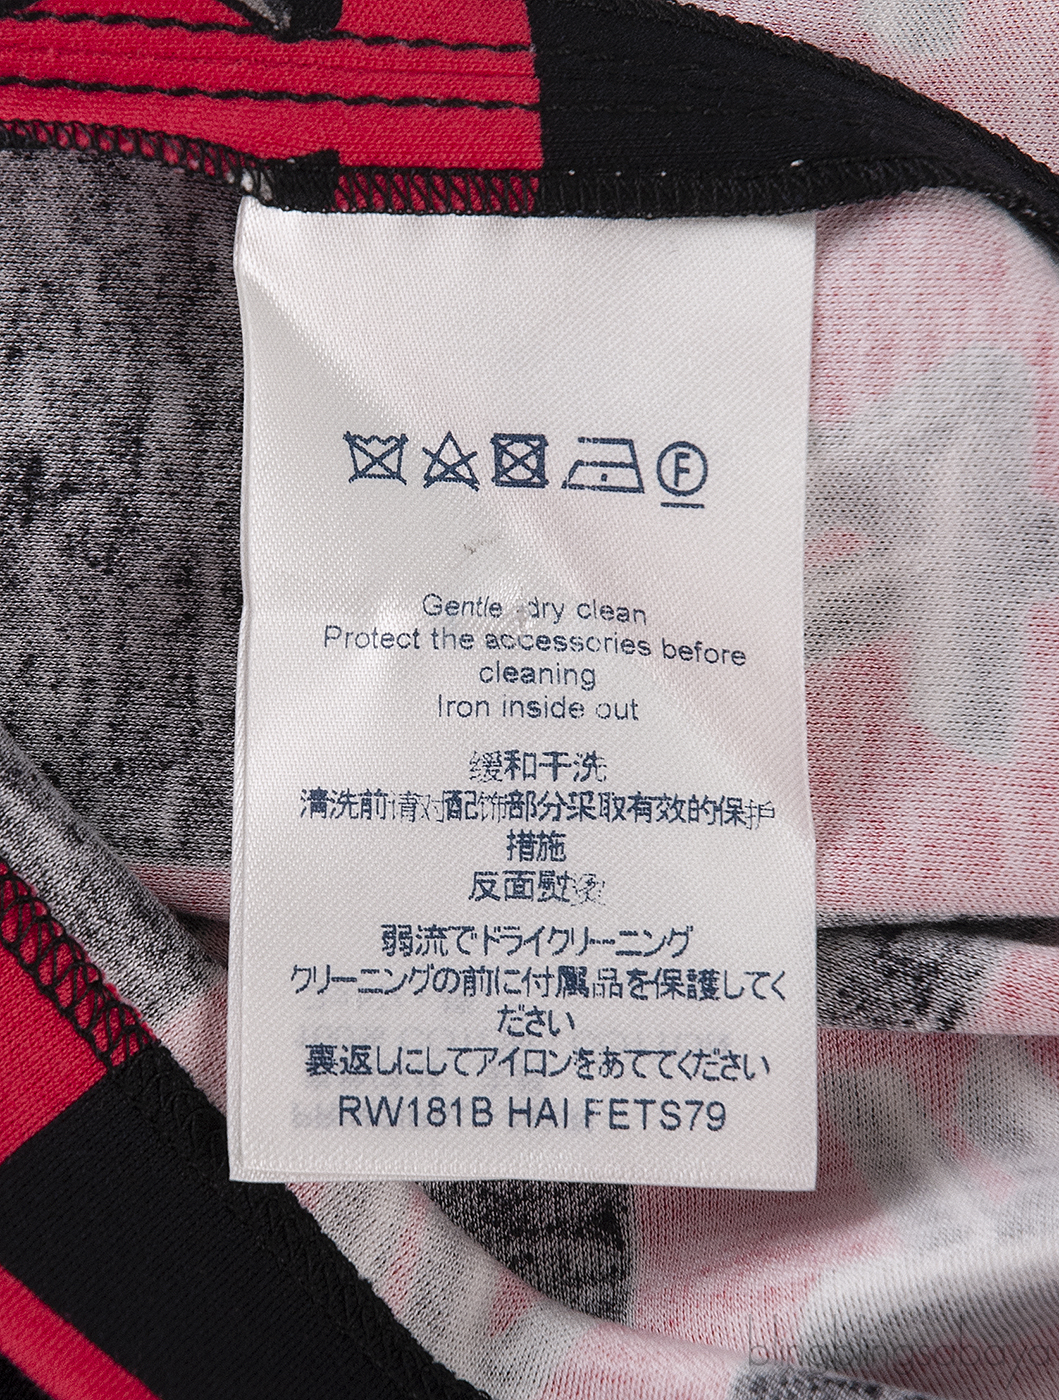 F
Gentle dry clean
Protect the accessories before
cleaning
Iron inside out
缓和干洗
清洗前请对配饰部分采取有效的保护
措施
反面熨烫
弱流でドライクリーニング
クリーニングの前に付属品を保護してく
ださい
裏返しにしてアイロンをあててください
RW181B HAI FETS79